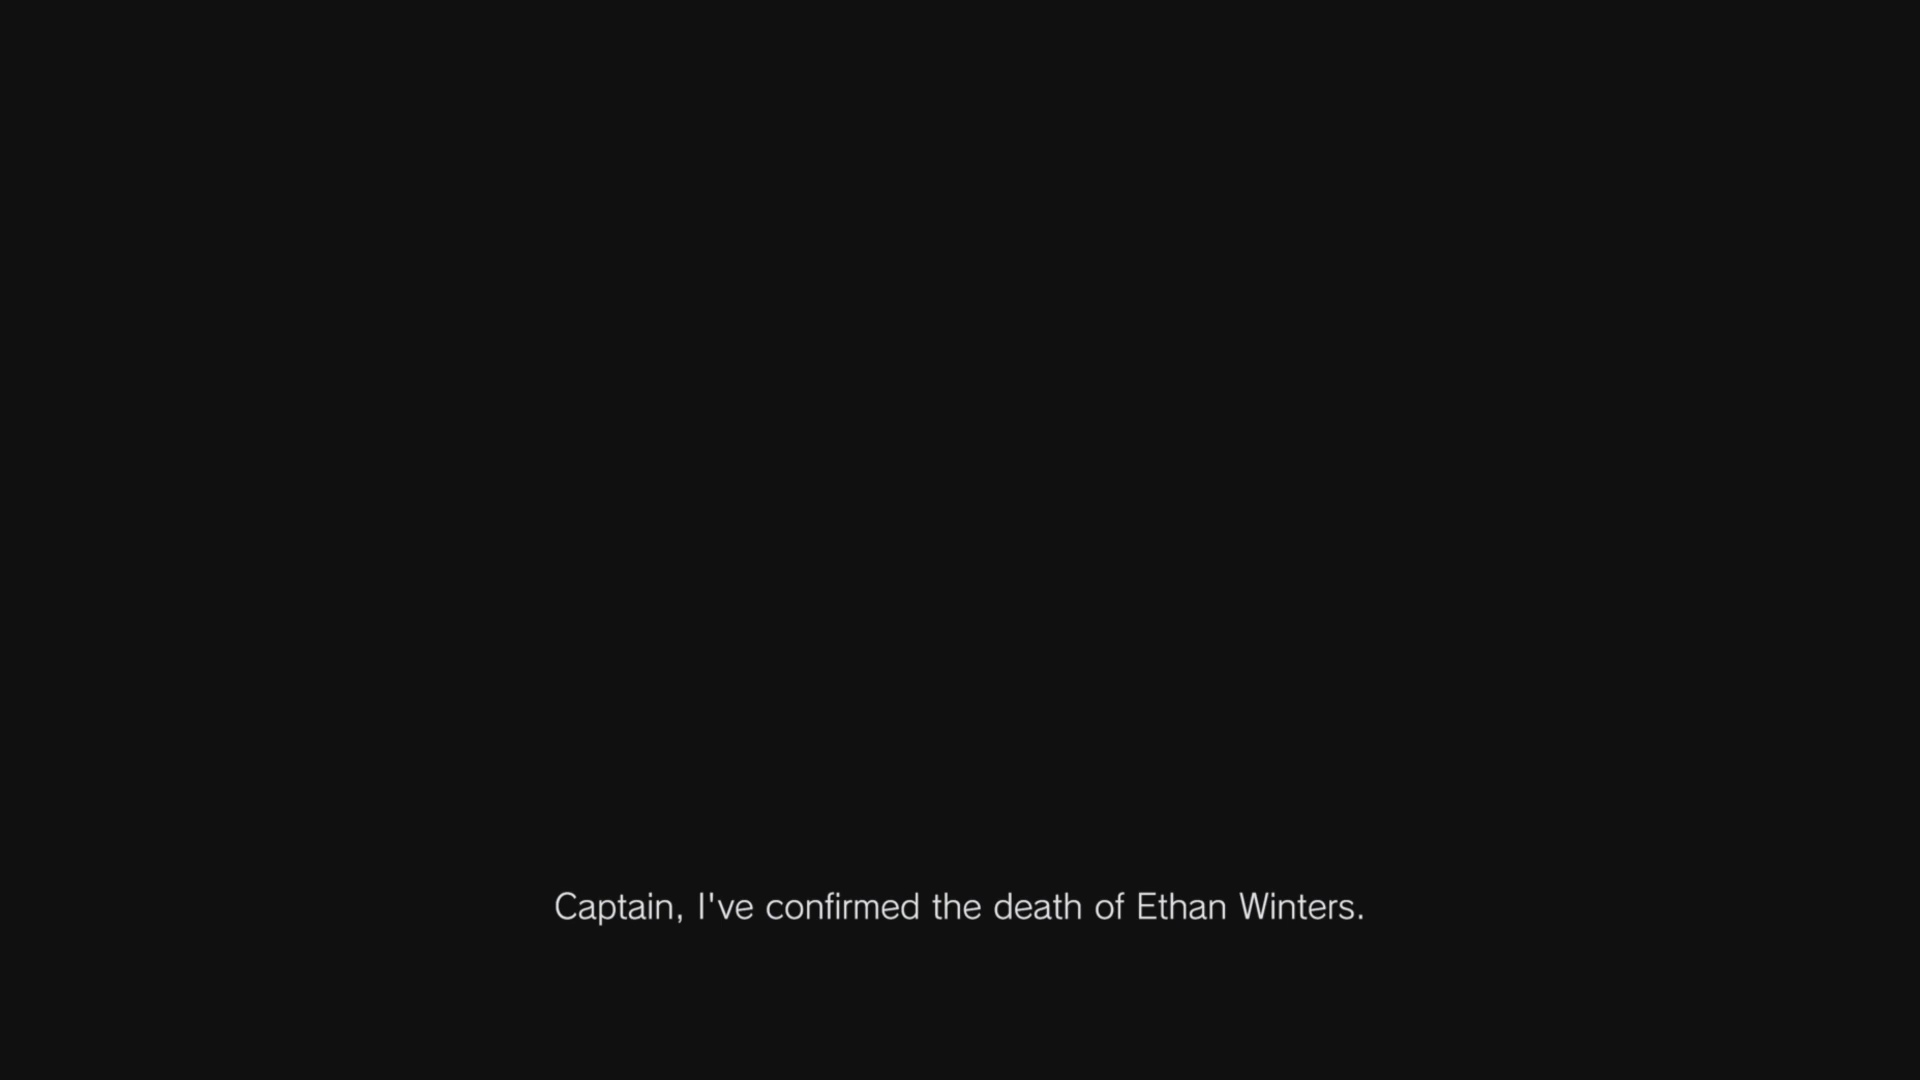 Captain, I've confirmed the death of Ethan Winters.